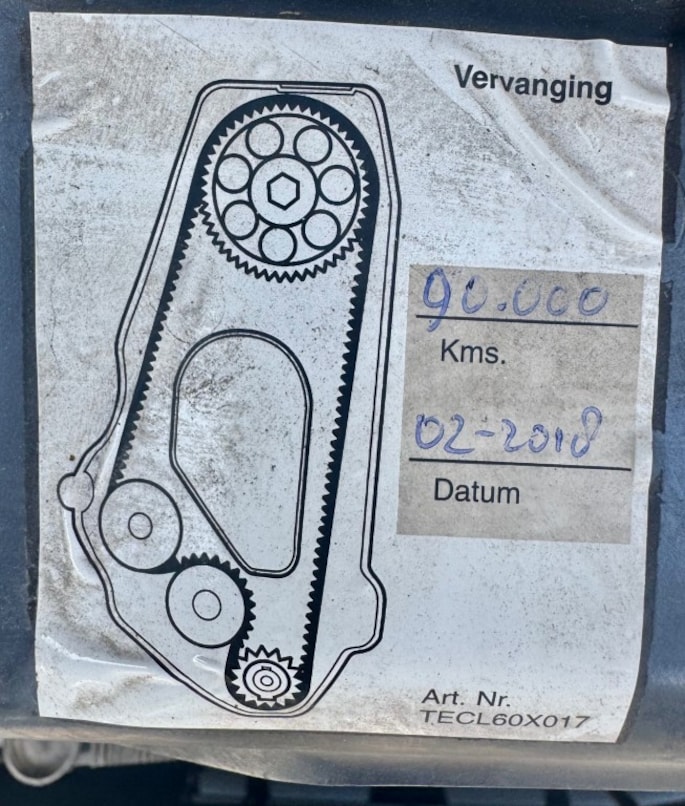 Vervanging
90.000
Kms.
02-2018
Datum
Art. Nr.
TECL60X017